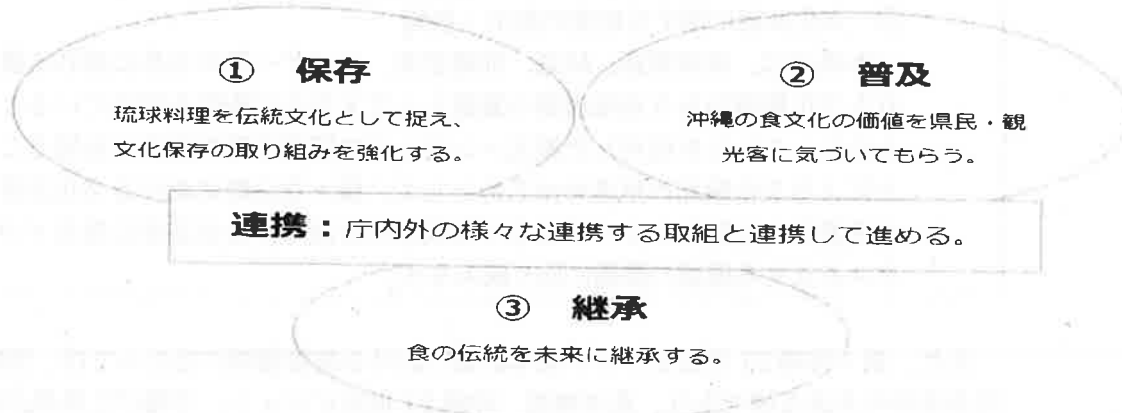 ① 保存
琉球料理を伝統文化として捉え、
文化保存の取り組みを強化する。
② 普及
沖縄の食文化の価値を県民・観
光客に気づいてもらう。
連携：庁内外の様々な連携する取組と連携して進める。
③ 継承
食の伝統を未来に継承する。